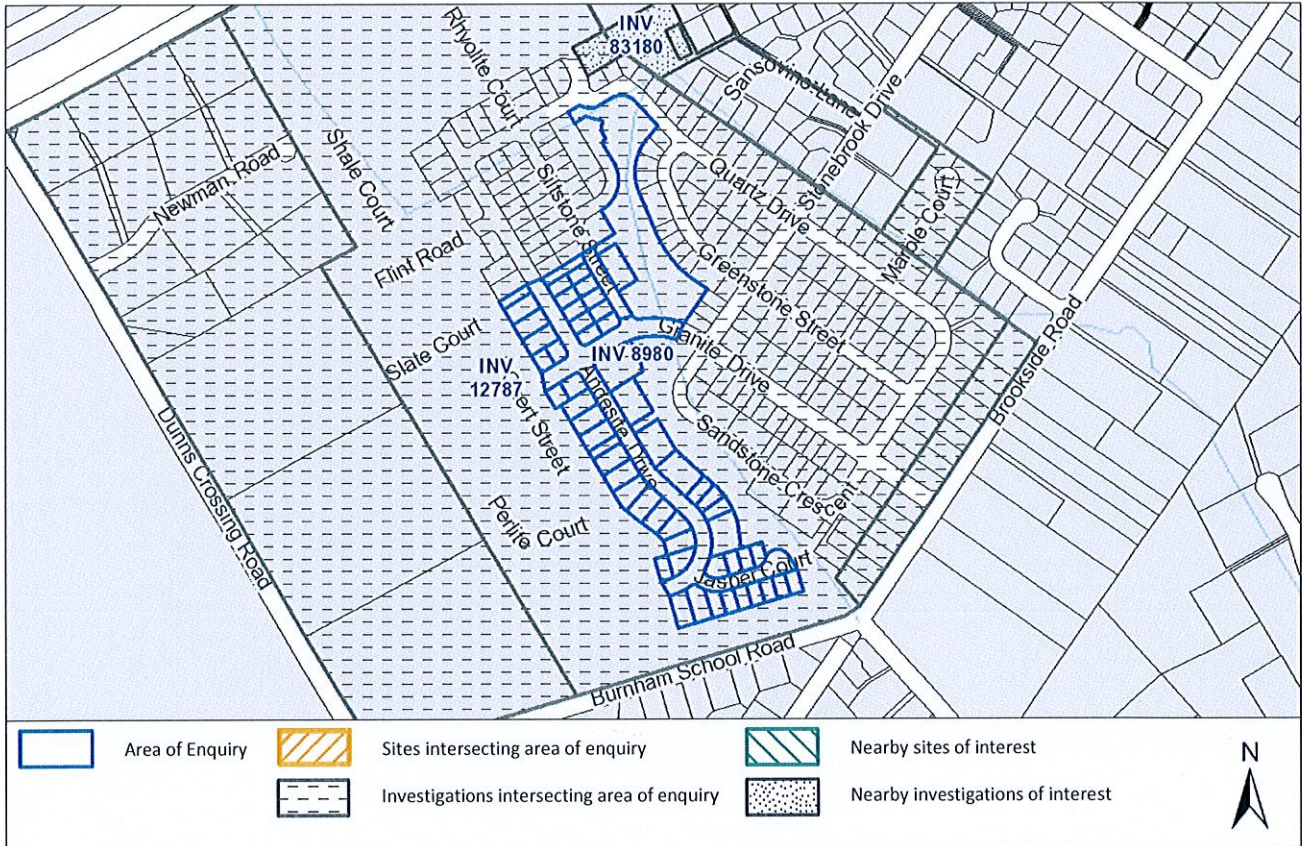 INV
83180
Rhyolite Court
Sansovino Lane
Stonebrook Drive
Shale Court
Newman Road
Siltstone Street
Quartz Drive
Marble Court
Flint Road
Greenstone Street
Brookside Road
Slate Court
INV 8980
Granite Drive
INV
12787
ert Street
Andesite Drive
Sandstone Crescent
Dunns Crossing Road
Perlite Court
Jasper Court
Burnham School Road
Area of Enquiry
Sites intersecting area of enquiry
Nearby sites of interest
N
Investigations intersecting area of enquiry
Nearby investigations of interest